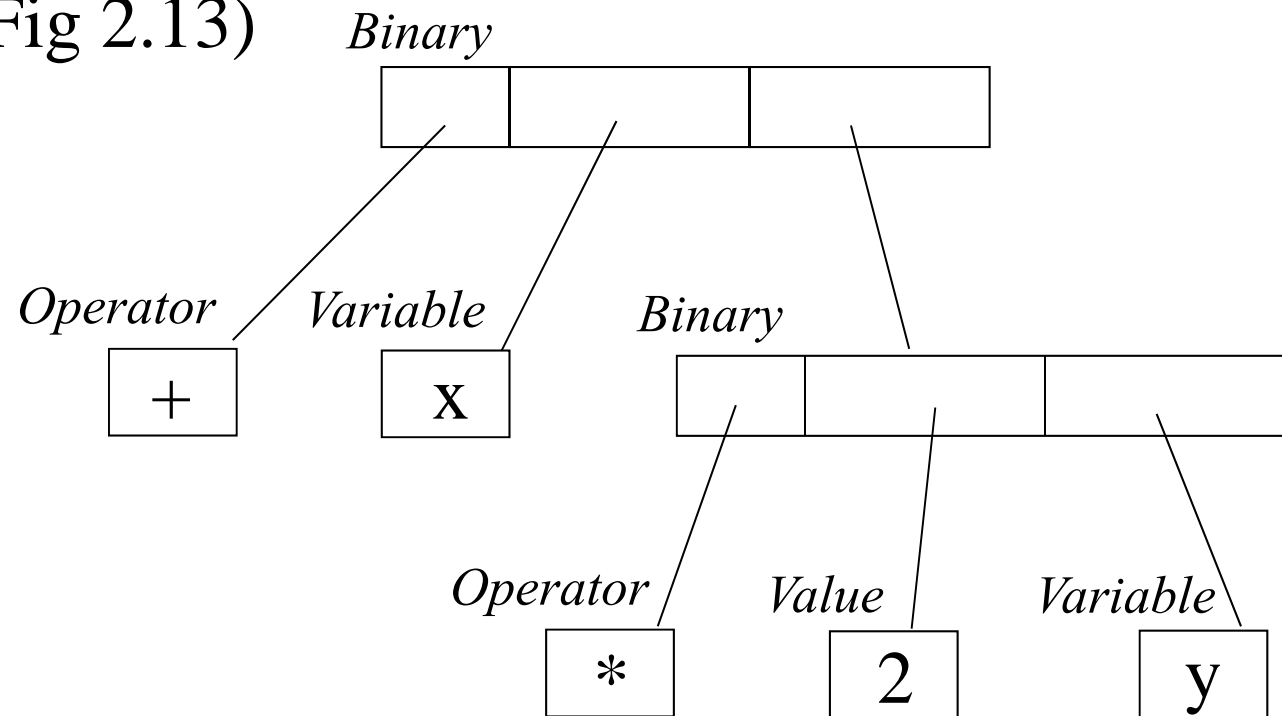 Fig 2.13)
Binary
Operator Variable Binary
+ x
Operator Value Variable
* 2 y